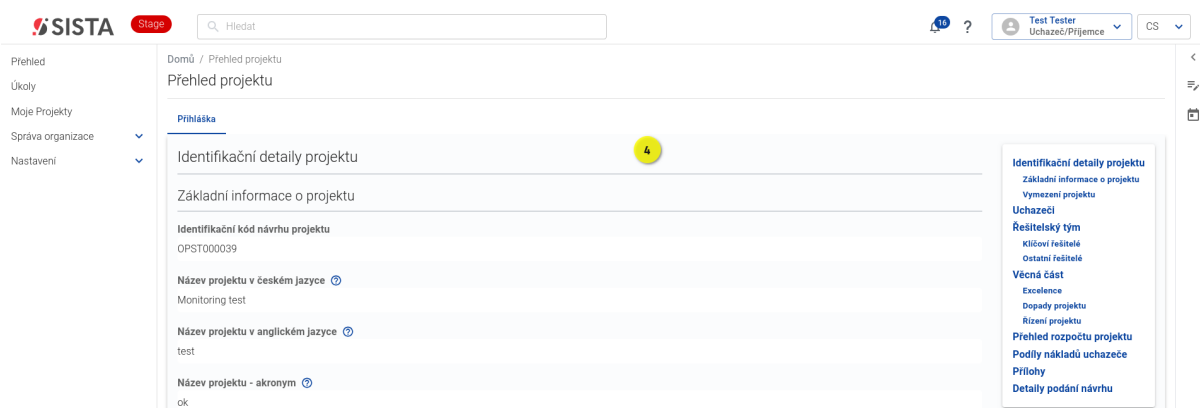 SISTA
Stage
Hledat
16
?
Test Tester
Uchazeč/Příjemce
CS
Přehled
Úkoly
Moje Projekty
Správa organizace
Nastavení
Domů / Přehled projektu
Přehled projektu
Přihláška
4
Identifikační detaily projektu
Základní informace o projektu
Identifikační kód návrhu projektu
OPST000039
Název projektu v českém jazyce ?
Monitoring test
Název projektu v anglickém jazyce ?
test
Název projektu - akronym ?
ok
Identifikační detaily projektu
Základní informace o projektu
Vymezení projektu
Uchazeči
Řešitelský tým
Klíčoví řešitelé
Ostatní řešitelé
Věcná část
Excelence
Dopady projektu
Řízení projektu
Přehled rozpočtu projektu
Podíly nákladů uchazeče
Přílohy
Detaily podání návrhu